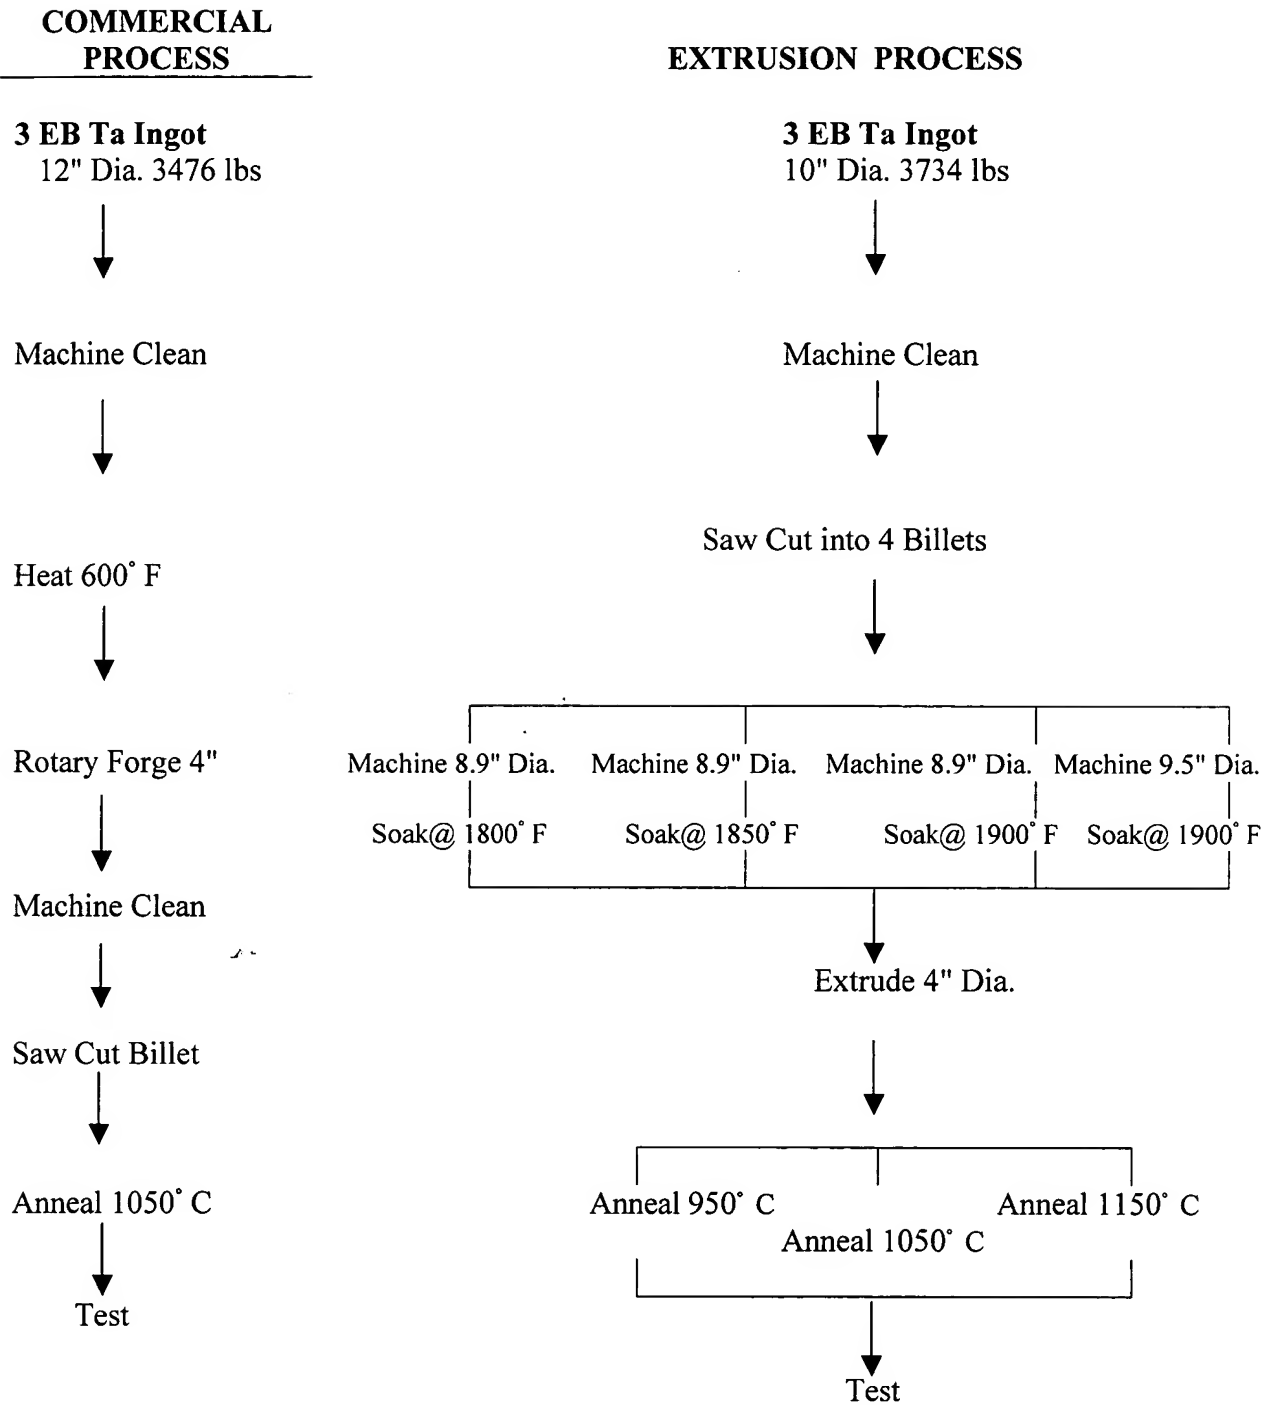 COMMERCIAL
PROCESS
3 EB Ta Ingot
12" Dia. 3476 lbs
Machine Clean
Heat 600° F
Rotary Forge 4"
Machine Clean
Saw Cut Billet
Anneal 1050° C
Test
EXTRUSION PROCESS
3 EB Ta Ingot
10" Dia. 3734 lbs
Machine Clean
Saw Cut into 4 Billets
Machine 8.9" Dia. Machine 8.9" Dia. Machine 8.9" Dia. Machine 9.5" Dia.
Soak@ 1800° F Soak@ 1850° F Soak@ 1900° F Soak@ 1900° F
Extrude 4" Dia.
Anneal 950° C Anneal 1150° C
Anneal 1050° C
Test